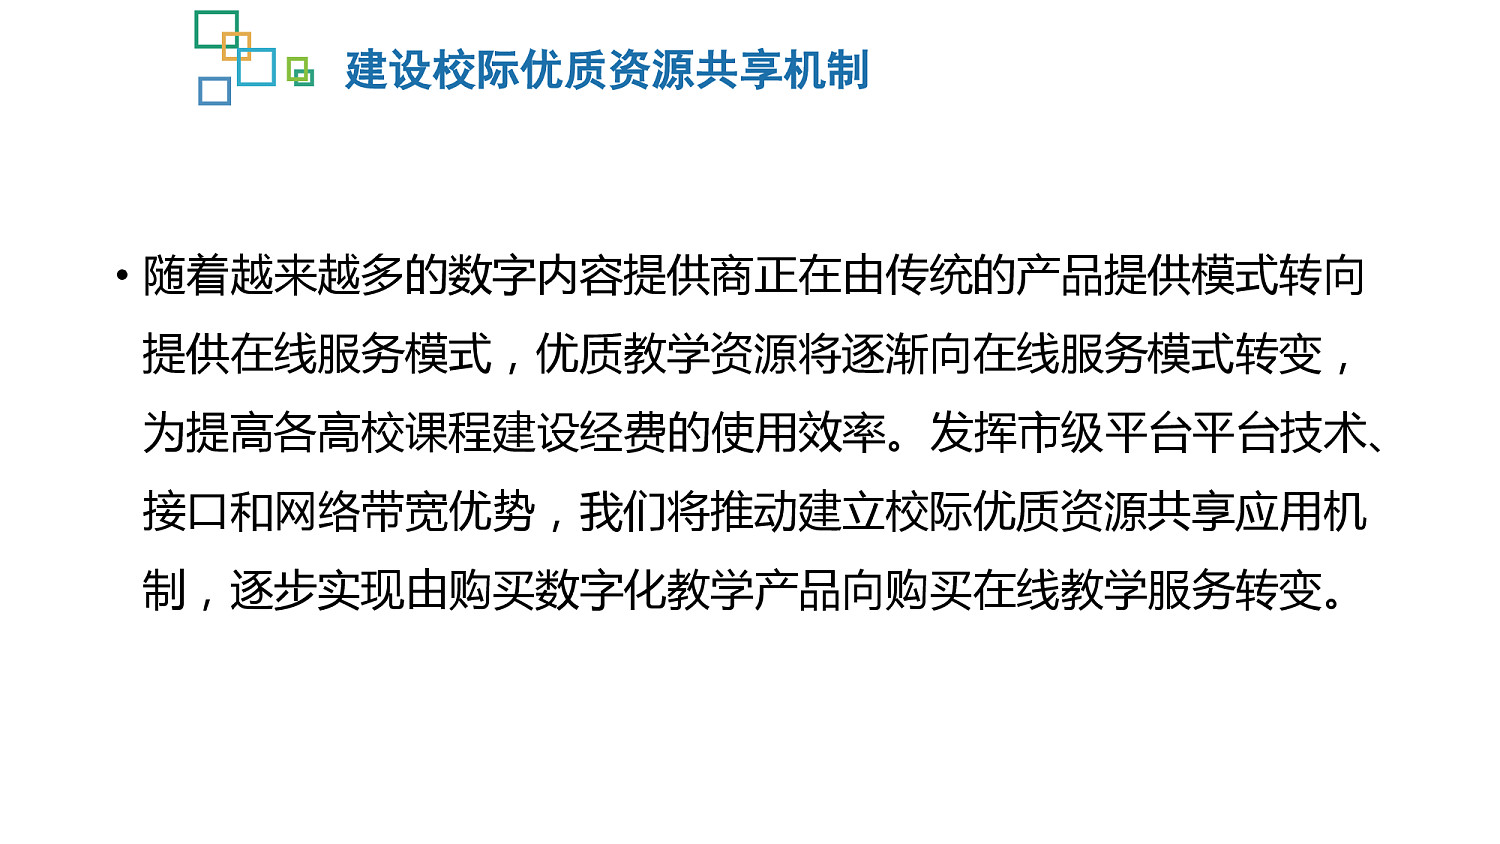 建设校际优质资源共享机制
• 随着越来越多的数字内容提供商正在由传统的产品提供模式转向
提供在线服务模式，优质教学资源将逐渐向在线服务模式转变，
为提高各高校课程建设经费的使用效率。发挥市级平台平台技术、
接口和网络带宽优势，我们将推动建立校际优质资源共享应用机
制，逐步实现由购买数字化教学产品向购买在线教学服务转变。